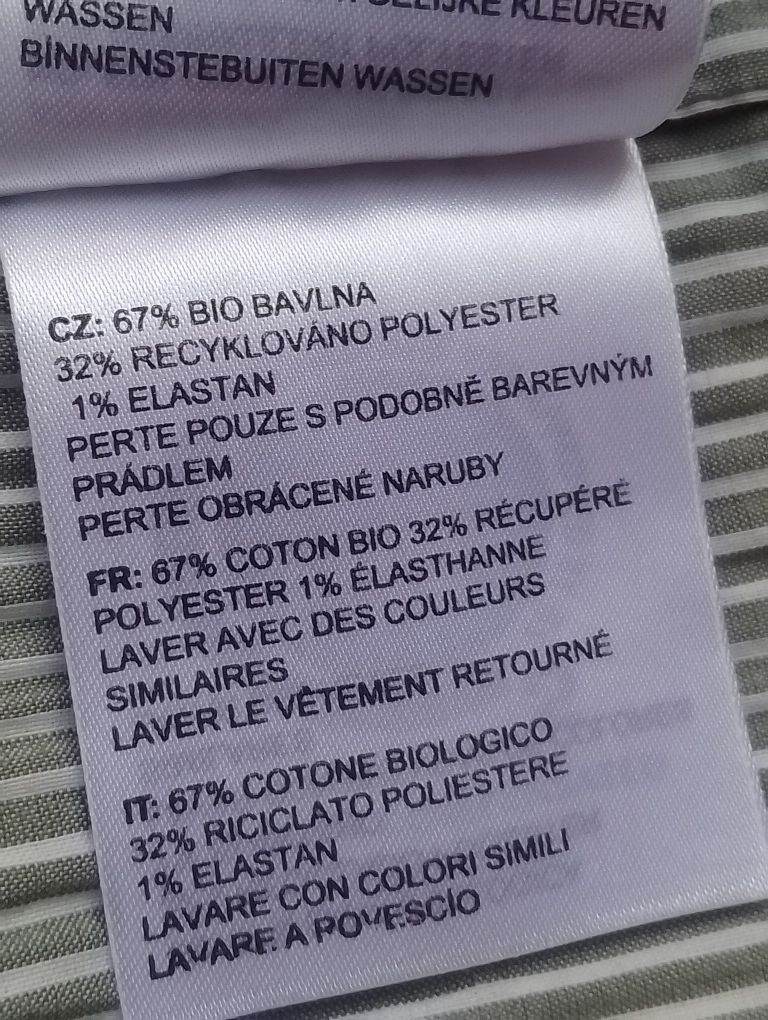 WASSEN
KLEUREN
BINNENSTEBUITEN WASSEN
CZ: 67% BIO BAVLNA
32% RECYKLOVÁNO POLYESTER
1% ELASTAN
PERTE POUZE S PODOBNĚ BAREVNÝM
PRÁDLEM
PERTE OBRÁCENÉ NARUBY
FR: 67% COTON BIO 32% RÉCUPÉRÉ
POLYESTER 1% ÉLASTHANNE
LAVER AVEC DES COULEURS
SIMILAIRES
LAVER LE VÊTEMENT RETOURNÉ
IT: 67% COTONE BIOLOGICO
32% RICICLATO POLIESTERE
1% ELASTAN
LAVARE CON COLORI SIMILI
LAVARE A ROVESCIO